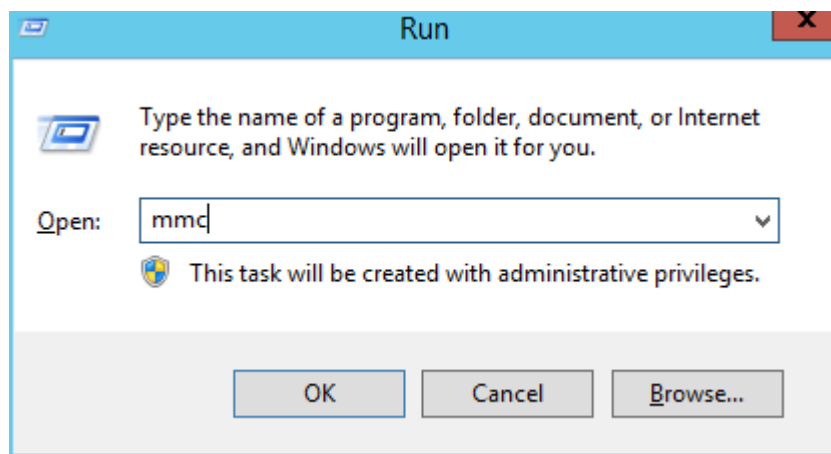 Run
x
Type the name of a program, folder, document, or Internet
resource, and Windows will open it for you.
Open:
mmc
This task will be created with administrative privileges.
OK
Cancel
Browse...